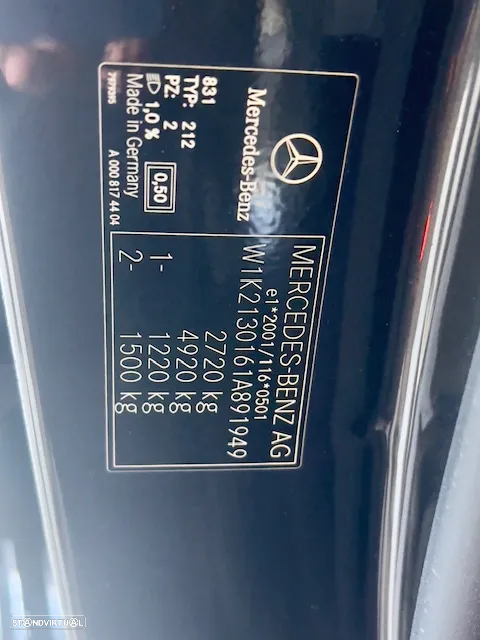 MERCEDES-BENZ AG
e1*2001/116*0501
W1K2130161A891949
2720 kg
4920 kg
1- 1220 kg
2- 1500 kg
Mercedes-Benz
831
TYP: 212
PZ: 2
1,0 %
0,50
Made in Germany
A 000 817 44 04
STANDVIRTUAL